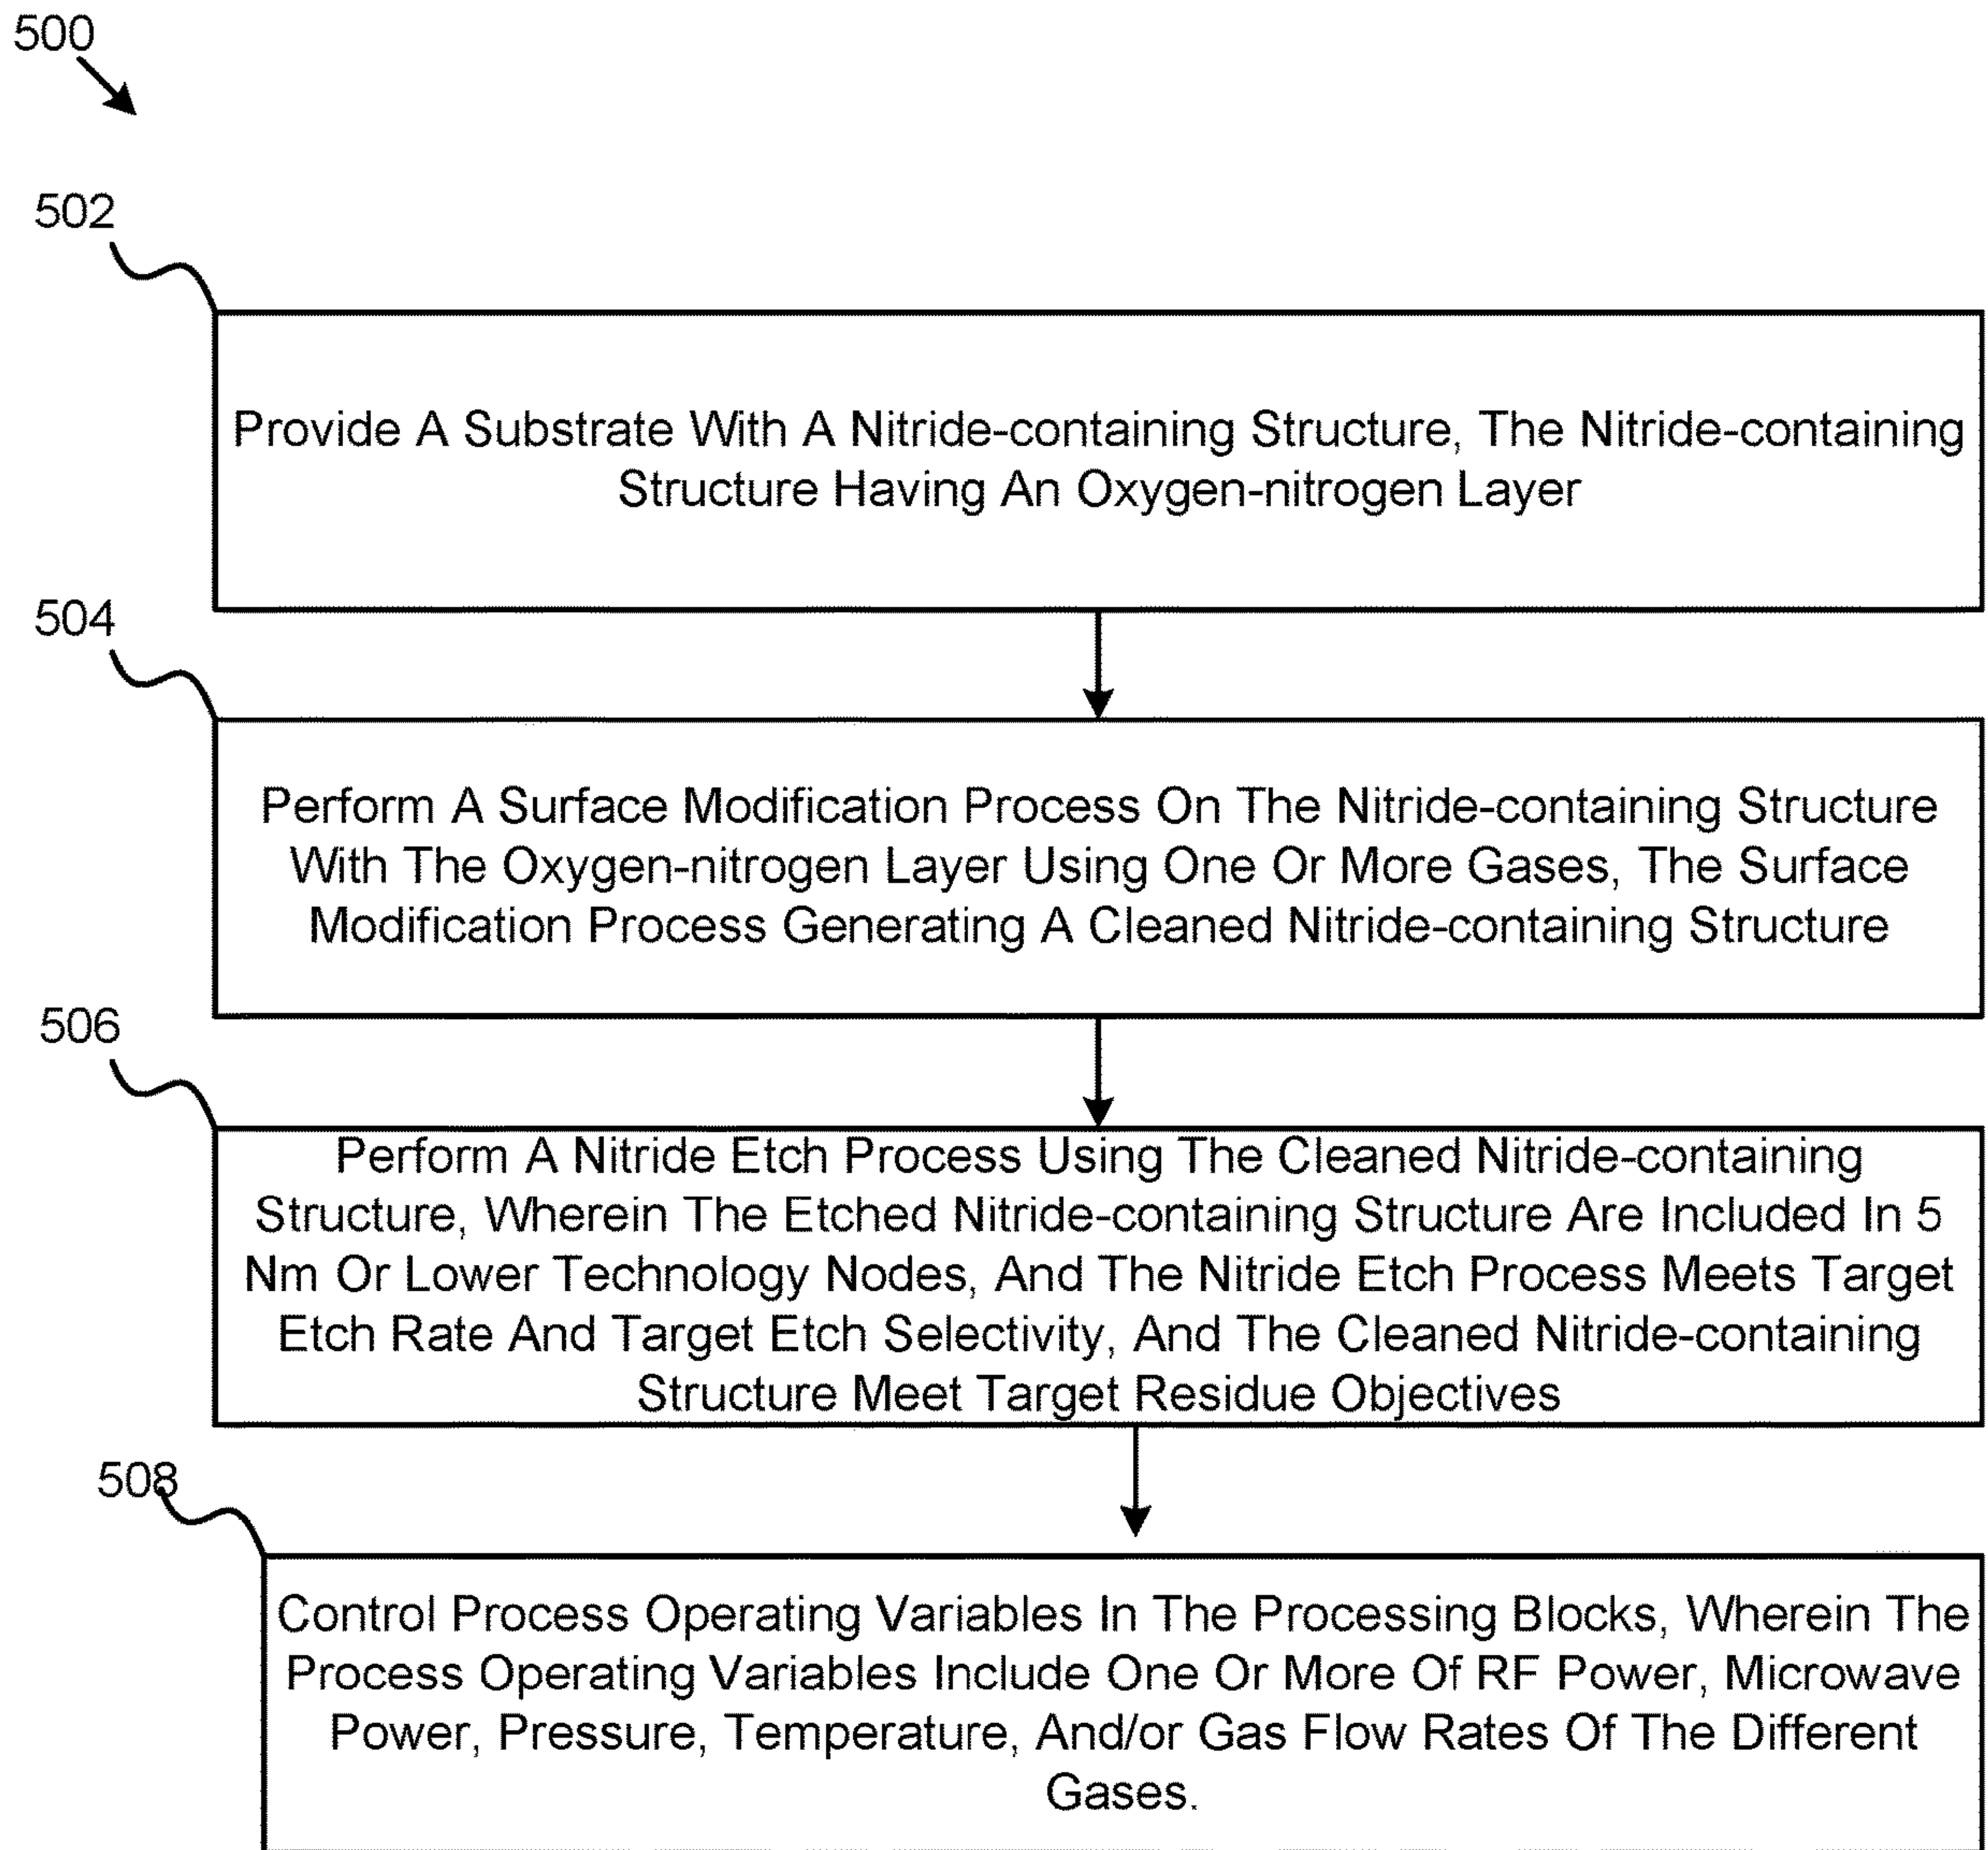 500
502
Provide A Substrate With A Nitride-containing Structure, The Nitride-containing
Structure Having An Oxygen-nitrogen Layer
504
Perform A Surface Modification Process On The Nitride-containing Structure
With The Oxygen-nitrogen Layer Using One Or More Gases, The Surface
Modification Process Generating A Cleaned Nitride-containing Structure
506
Perform A Nitride Etch Process Using The Cleaned Nitride-containing
Structure, Wherein The Etched Nitride-containing Structure Are Included In 5
Nm Or Lower Technology Nodes, And The Nitride Etch Process Meets Target
Etch Rate And Target Etch Selectivity, And The Cleaned Nitride-containing
Structure Meet Target Residue Objectives
508
Control Process Operating Variables In The Processing Blocks, Wherein The
Process Operating Variables Include One Or More Of RF Power, Microwave
Power, Pressure, Temperature, And/or Gas Flow Rates Of The Different
Gases.